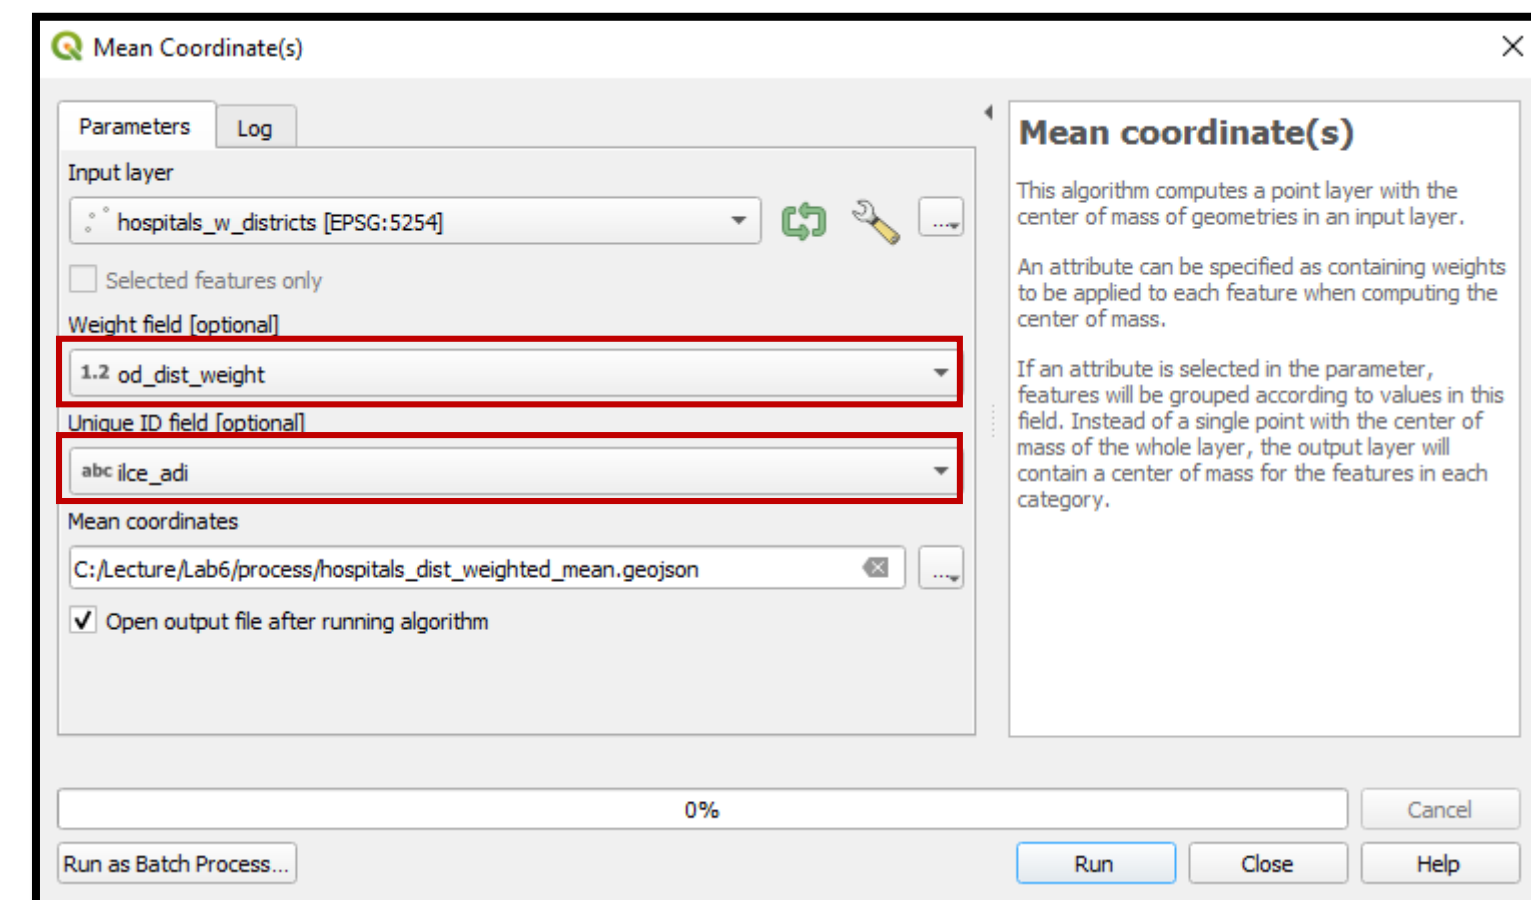 Mean Coordinate(s)
Parameters
Log
Input layer
hospitals_w_districts [EPSG:5254]
...
Selected features only
Weight field [optional]
1.2 od_dist_weight
Unique ID field [optional]
abc ilce_adi
Mean coordinates
C:/Lecture/Lab6/process/hospitals_dist_weighted_mean.geojson
...
Open output file after running algorithm
Mean coordinate(s)
This algorithm computes a point layer with the
center of mass of geometries in an input layer.
An attribute can be specified as containing weights
to be applied to each feature when computing the
center of mass.
If an attribute is selected in the parameter,
features will be grouped according to values in this
field. Instead of a single point with the center of
mass of the whole layer, the output layer will
contain a center of mass for the features in each
category.
0%
Cancel
Run as Batch Process...
Run
Close
Help